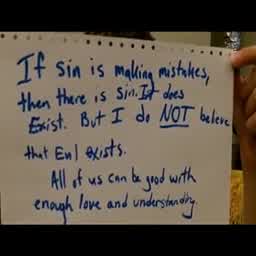 If sin is making mistakes,
then there is sin. It does
Exist. But I do NOT beleve
that Evil exists.
All of us can be good with
enough love and understanding.